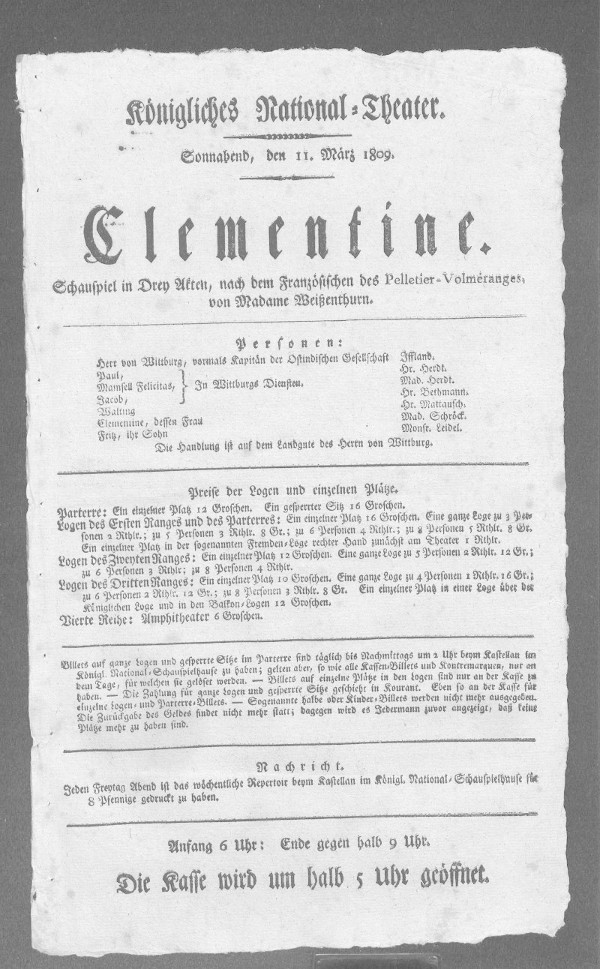 Königliches National-Theater.
Sonnabend, den 11. März 1809.
Clementine.
Schauspiel in Drey Akten, nach dem Französischen des Pelletier-Volméranges,
von Madame Weißenthurn.
Personen:
Herr von Wittburg, vormals Kapitän der Ostindischen Gesellschaft Iffland.
Paul, Hr. Herdt.
Mamsell Felicitas, } In Wittburgs Diensten. Mad. Herdt.
Jacob, Hr. Bethmann.
Walling Hr. Mattausch.
Clementine, dessen Frau Mad. Schröck.
Fritz, ihr Sohn Monsr. Leidel.
Die Handlung ist auf dem Landgute des Herrn von Wittburg.
Preise der Logen und einzelnen Plätze.
Parterre: Ein einzelner Platz 12 Groschen. Ein gesperrter Sitz 16 Groschen.
Logen des Ersten Ranges und des Parterres: Ein einzelner Platz 16 Groschen. Eine ganze Loge zu 3 Per-
sonen 2 Rthlr.; zu 5 Personen 3 Rthlr. 8 Gr.; zu 6 Personen 4 Rthlr.; zu 8 Personen 5 Rthlr. 8 Gr.
Ein einzelner Platz in der sogenannten Fremden-Loge rechter Hand zunächst am Theater 1 Rthlr.
Logen des Zweyten Ranges: Ein einzelner Platz 12 Groschen. Eine ganze Loge zu 5 Personen 2 Rthlr. 12 Gr.;
zu 6 Personen 3 Rthlr.; zu 8 Personen 4 Rthlr.
Logen des Dritten Ranges: Ein einzelner Platz 10 Groschen. Eine ganze Loge zu 4 Personen 1 Rthlr. 16 Gr.;
zu 6 Personen 2 Rthlr. 12 Gr.; zu 8 Personen 3 Rthlr. 8 Gr. Ein einzelner Platz in einer Loge über der
Königlichen Loge und in den Balkon-Logen 12 Groschen.
Vierte Reihe: Amphitheater 6 Groschen.
Billets auf ganze Logen und gesperrte Sitze im Parterre sind täglich bis Nachmittags um 2 Uhr beym Kastellan im
Königl. National-Schauspielhause zu haben; gelten aber, so wie alle Kassen-Billets und Kontremarquen, nur an
dem Tage, für welchen sie gelöset worden. — Billets auf einzelne Plätze in den Logen sind nur an der Kasse zu
haben. — Die Zahlung für ganze Logen und gesperrte Sitze geschieht in Kourant. Eben so an der Kasse für
einzelne Logen- und Parterre-Billets. — Sogenannte halbe oder Kinder-Billets werden nicht mehr ausgegeben.
Die Zurückgabe des Geldes findet nicht mehr statt; dagegen wird es Jedermann zuvor angezeigt, daß keine
Plätze mehr zu haben sind.
Nachricht.
Jeden Freytag Abend ist das wöchentliche Repertoir beym Kastellan im Königl. National-Schauspielhause für
8 Pfennige gedruckt zu haben.
Anfang 6 Uhr: Ende gegen halb 9 Uhr.
Die Kasse wird um halb 5 Uhr geöffnet.